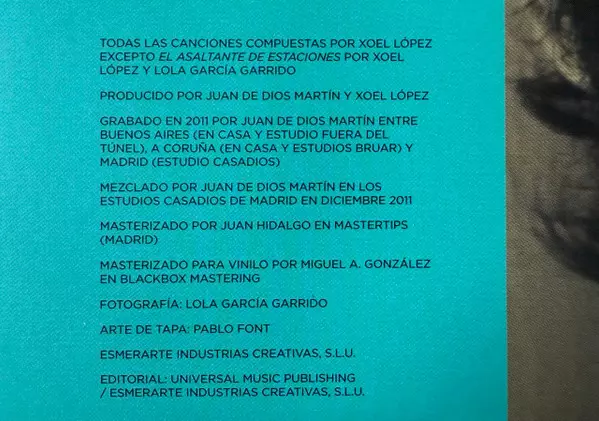 TODAS LAS CANCIONES COMPUESTAS POR XOEL LÓPEZ
EXCEPTO EL ASALTANTE DE ESTACIONES POR XOEL
LÓPEZ Y LOLA GARCÍA GARRIDO
PRODUCIDO POR JUAN DE DIOS MARTÍN Y XOEL LÓPEZ
GRABADO EN 2011 POR JUAN DE DIOS MARTÍN ENTRE
BUENOS AIRES (EN CASA Y ESTUDIO FUERA DEL
TÚNEL), A CORUÑA (EN CASA Y ESTUDIOS BRUAR) Y
MADRID (ESTUDIO CASADIOS)
MEZCLADO POR JUAN DE DIOS MARTÍN EN LOS
ESTUDIOS CASADIOS DE MADRID EN DICIEMBRE 2011
MASTERIZADO POR JUAN HIDALGO EN MASTERTIPS
(MADRID)
MASTERIZADO PARA VINILO POR MIGUEL A. GONZÁLEZ
EN BLACKBOX MASTERING
FOTOGRAFÍA: LOLA GARCÍA GARRIDO
ARTE DE TAPA: PABLO FONT
ESMERARTE INDUSTRIAS CREATIVAS, S.L.U.
EDITORIAL: UNIVERSAL MUSIC PUBLISHING
/ ESMERARTE INDUSTRIAS CREATIVAS, S.L.U.